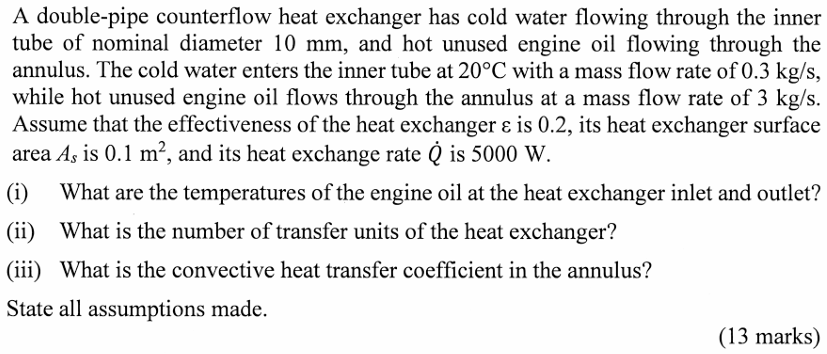 A double-pipe counterflow heat exchanger has cold water flowing through the inner
tube of nominal diameter 10 mm, and hot unused engine oil flowing through the
annulus. The cold water enters the inner tube at 20°C with a mass flow rate of 0.3 kg/s,
while hot unused engine oil flows through the annulus at a mass flow rate of 3 kg/s.
Assume that the effectiveness of the heat exchanger ε is 0.2, its heat exchanger surface
area Aₛ is 0.1 m², and its heat exchange rate Q̇ is 5000 W.
(i) What are the temperatures of the engine oil at the heat exchanger inlet and outlet?
(ii) What is the number of transfer units of the heat exchanger?
(iii) What is the convective heat transfer coefficient in the annulus?
State all assumptions made.
(13 marks)